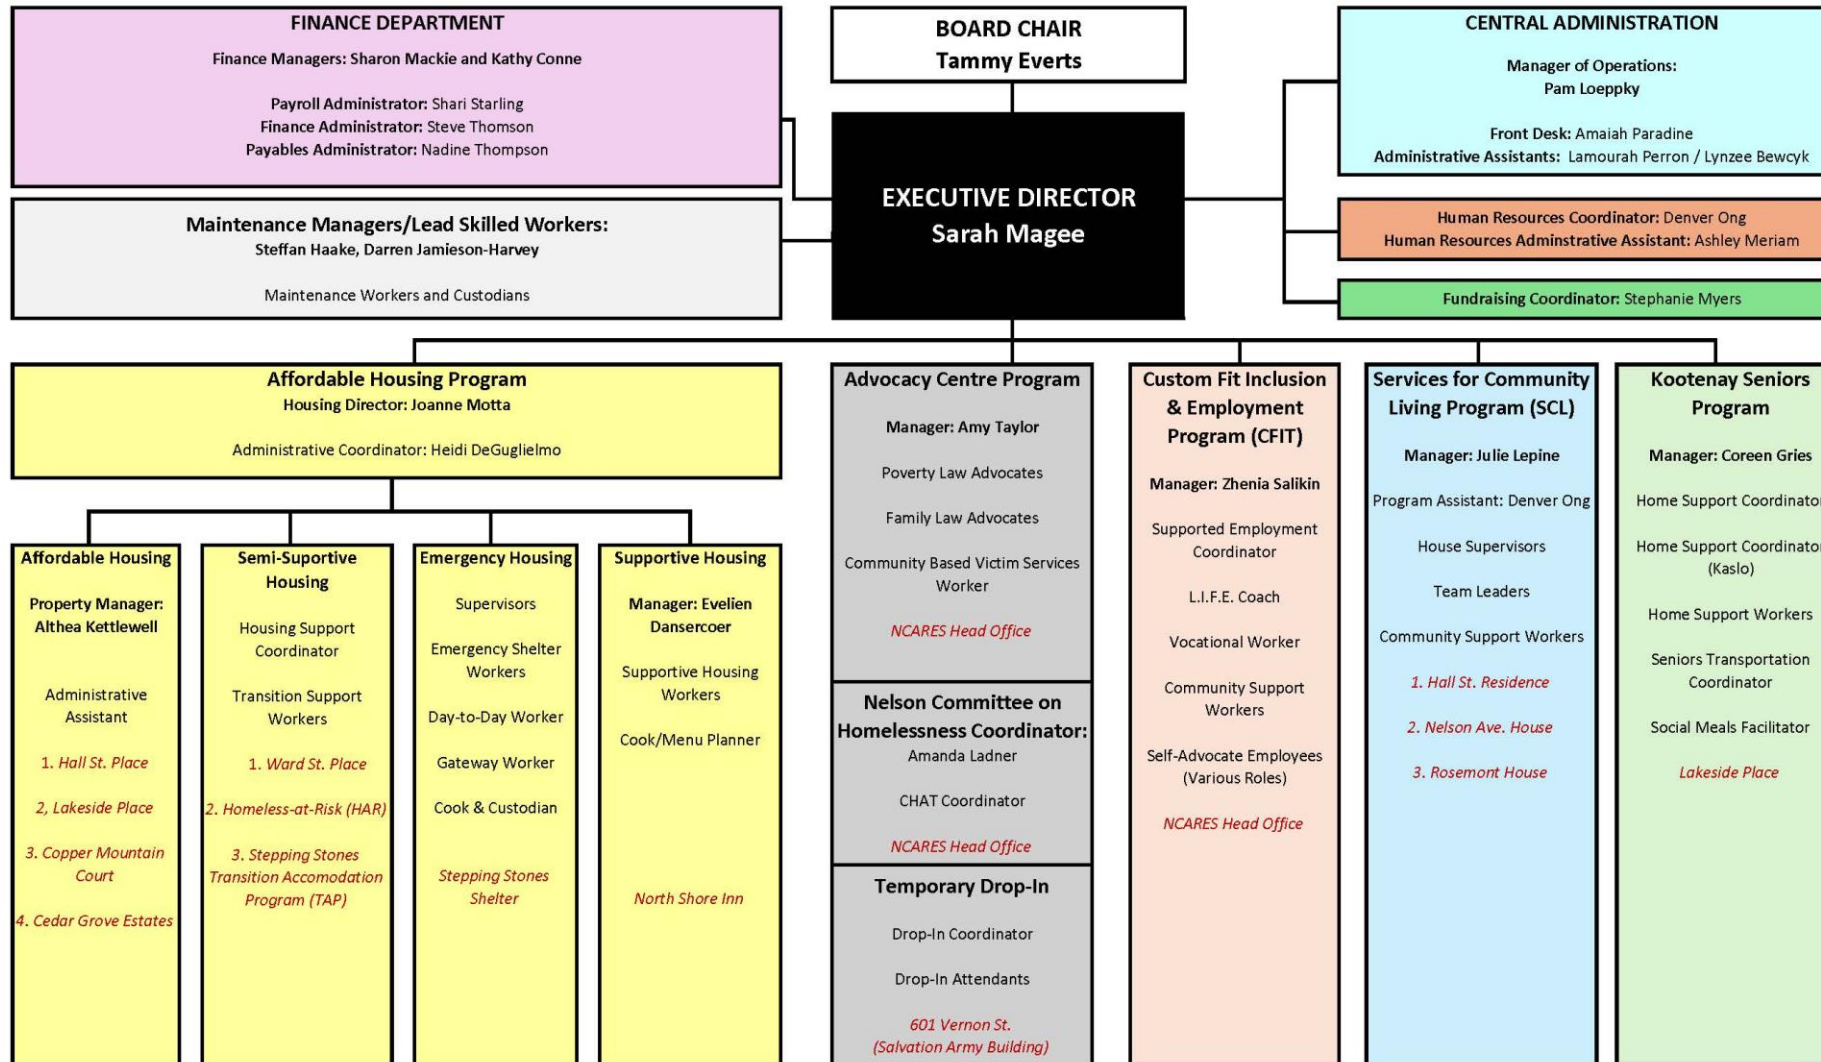 FINANCE DEPARTMENT
Finance Managers: Sharon Mackie and Kathy Conne
Payroll Administrator: Shari Starling
Finance Administrator: Steve Thomson
Payables Administrator: Nadine Thompson
BOARD CHAIR
Tammy Everts
CENTRAL ADMINISTRATION
Manager of Operations:
Pam Loeppky
Front Desk: Amaiah Paradine
Administrative Assistants: Lamourah Perron / Lynzee Bewcyk
EXECUTIVE DIRECTOR
Sarah Magee
Maintenance Managers/Lead Skilled Workers:
Steffan Haake, Darren Jamieson-Harvey
Maintenance Workers and Custodians
Human Resources Coordinator: Denver Ong
Human Resources Adminstrative Assistant: Ashley Meriam
Fundraising Coordinator: Stephanie Myers
Affordable Housing Program
Housing Director: Joanne Motta
Administrative Coordinator: Heidi DeGuglielmo
Affordable Housing
Property Manager:
Althea Kettlewell
Administrative
Assistant
1. Hall St. Place
2, Lakeside Place
3. Copper Mountain
Court
4. Cedar Grove Estates
Semi-Suportive
Housing
Housing Support
Coordinator
Transition Support
Workers
1. Ward St. Place
2. Homeless-at-Risk (HAR)
3. Stepping Stones
Transition Accomodation
Program (TAP)
Emergency Housing
Supervisors
Emergency Shelter
Workers
Day-to-Day Worker
Gateway Worker
Cook & Custodian
Stepping Stones
Shelter
Supportive Housing
Manager: Evelien
Dansercoer
Supportive Housing
Workers
Cook/Menu Planner
North Shore Inn
Advocacy Centre Program
Manager: Amy Taylor
Poverty Law Advocates
Family Law Advocates
Community Based Victim Services
Worker
NCARES Head Office
Nelson Committee on
Homelessness Coordinator:
Amanda Ladner
CHAT Coordinator
NCARES Head Office
Temporary Drop-In
Drop-In Coordinator
Drop-In Attendants
601 Vernon St.
(Salvation Army Building)
Custom Fit Inclusion
& Employment
Program (CFIT)
Manager: Zhenia Salikin
Supported Employment
Coordinator
L.I.F.E. Coach
Vocational Worker
Community Support
Workers
Self-Advocate Employees
(Various Roles)
NCARES Head Office
Services for Community
Living Program (SCL)
Manager: Julie Lepine
Program Assistant: Denver Ong
House Supervisors
Team Leaders
Community Support Workers
1. Hall St. Residence
2. Nelson Ave. House
3. Rosemont House
Kootenay Seniors
Program
Manager: Coreen Gries
Home Support Coordinator
Home Support Coordinator
(Kaslo)
Home Support Workers
Seniors Transportation
Coordinator
Social Meals Facilitator
Lakeside Place